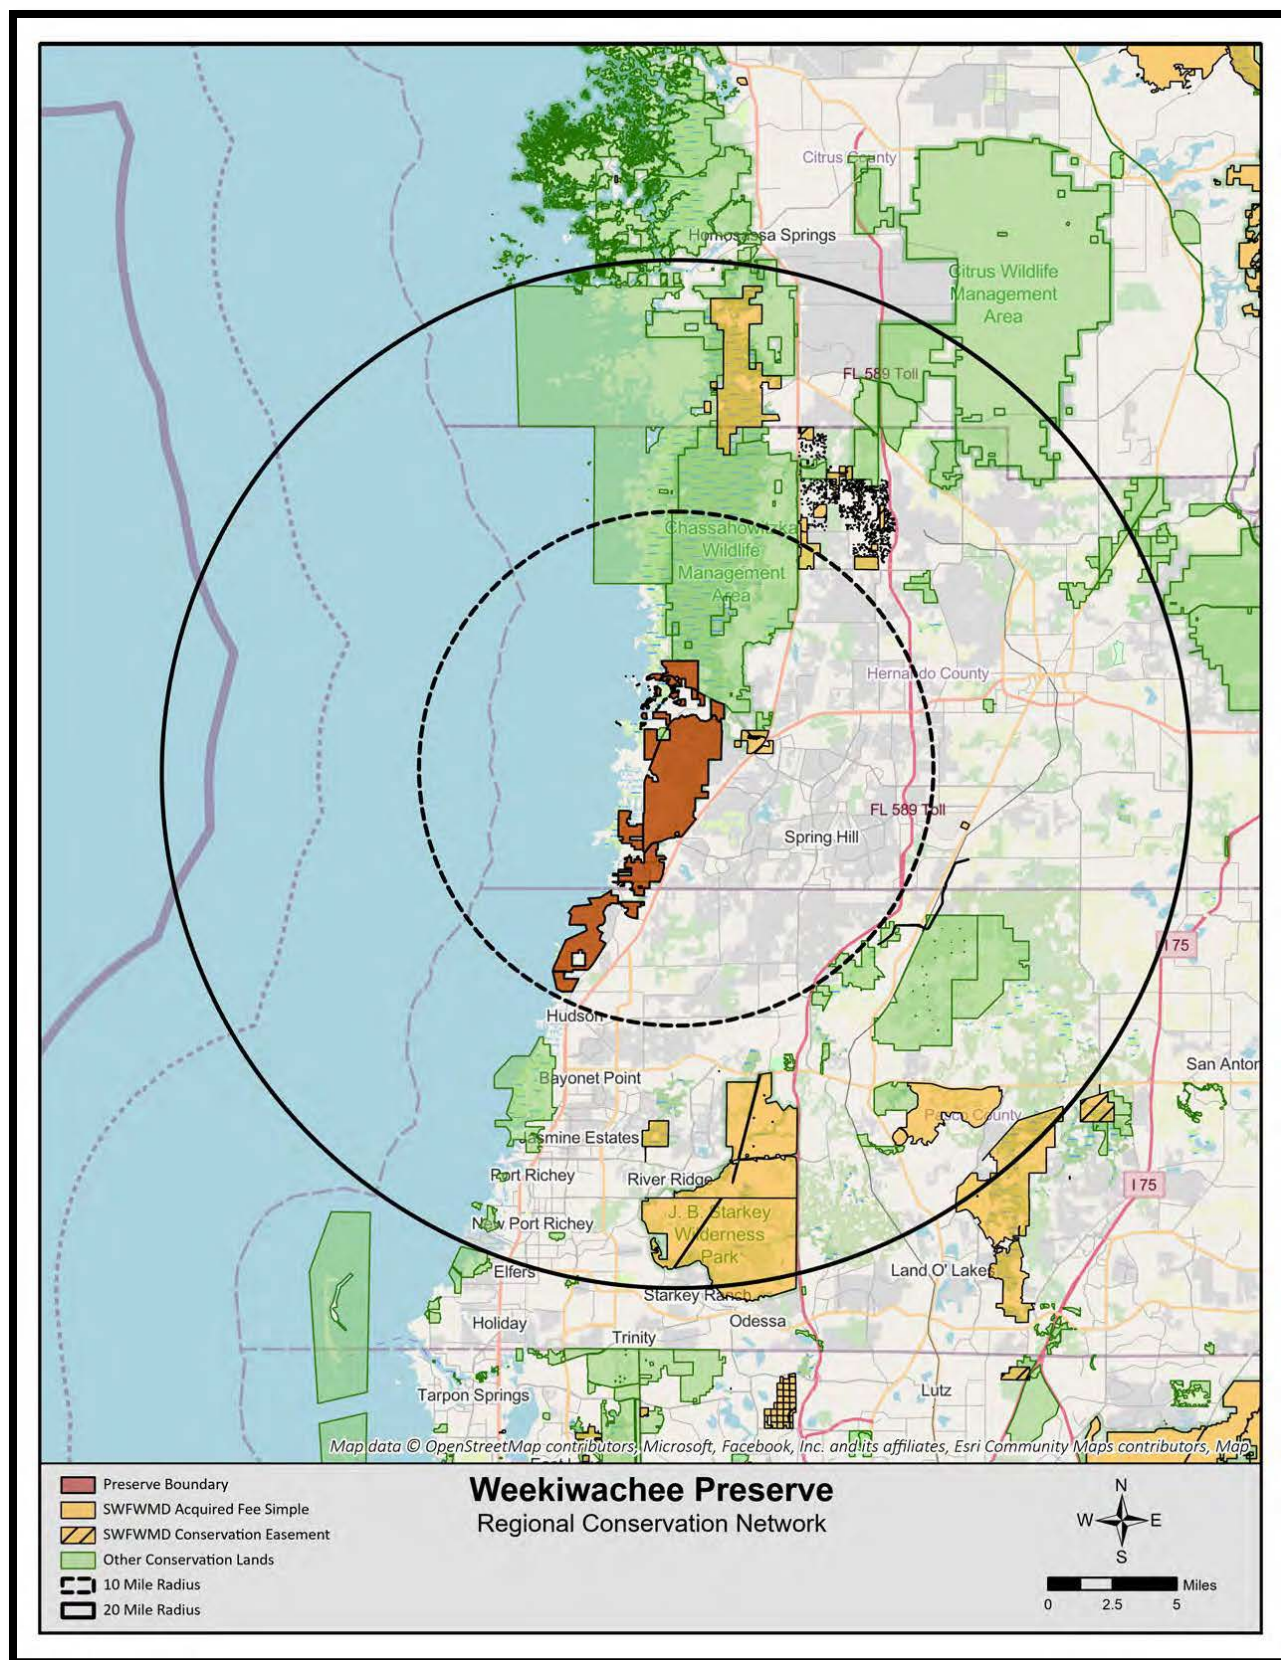 Citrus County
Homosassa Springs
Citrus Wildlife
Management
Area
FL 589 Toll
Chassahowitzka
Wildlife
Management
Area
Hernando County
FL 589 Toll
Spring Hill
I 75
Hudson
San Anton
Bayonet Point
Pasco County
Jasmine Estates
Port Richey
River Ridge
I 75
New Port Richey
J. B. Starkey
Wilderness
Park
Elfers
Land O' Lakes
Starkey Ranch
Holiday
Odessa
Trinity
Tarpon Springs
Lutz
Map data © OpenStreetMap contributors, Microsoft, Facebook, Inc. and its affiliates, Esri Community Maps contributors, Map
Preserve Boundary
SWFWMD Acquired Fee Simple
SWFWMD Conservation Easement
Other Conservation Lands
10 Mile Radius
20 Mile Radius
Weekiwachee Preserve
Regional Conservation Network
N
W
E
S
Miles
0 2.5 5